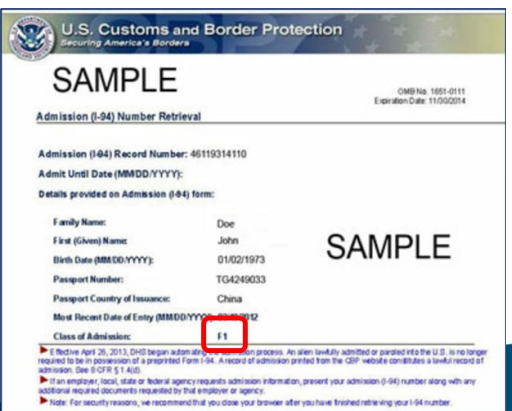 U.S. Customs and Border Protection
Securing America's Borders
SAMPLE
OMB No. 1651-0111
Expiration Date: 11/30/2014
Admission (I-94) Number Retrieval
Admission (I-94) Record Number: 46119314110
Admit Until Date (MM/DD/YYYY):
Details provided on Admission (I-94) form:
Family Name: Doe
First (Given) Name: John
SAMPLE
Birth Date (MM/DD/YYYY): 01/02/1973
Passport Number: TG4249033
Passport Country of Issuance: China
Most Recent Date of Entry (MM/DD/YYYY) 2012
Class of Admission: F1
Effective April 26, 2013, DHS began automating the admission process. An alien lawfully admitted or paroled into the U.S. is no longer
required to be in possession of a preprinted Form I-94. A record of admission printed from the CBP website constitutes a lawful record of
admission. See 8 CFR § 1.4(d).
If an employer, local, state or federal agency requests admission information, present your admission (I-94) number along with any
additional required documents requested by that employer or agency.
Note: For security reasons, we recommend that you close your browser after you have finished retrieving your I-94 number.